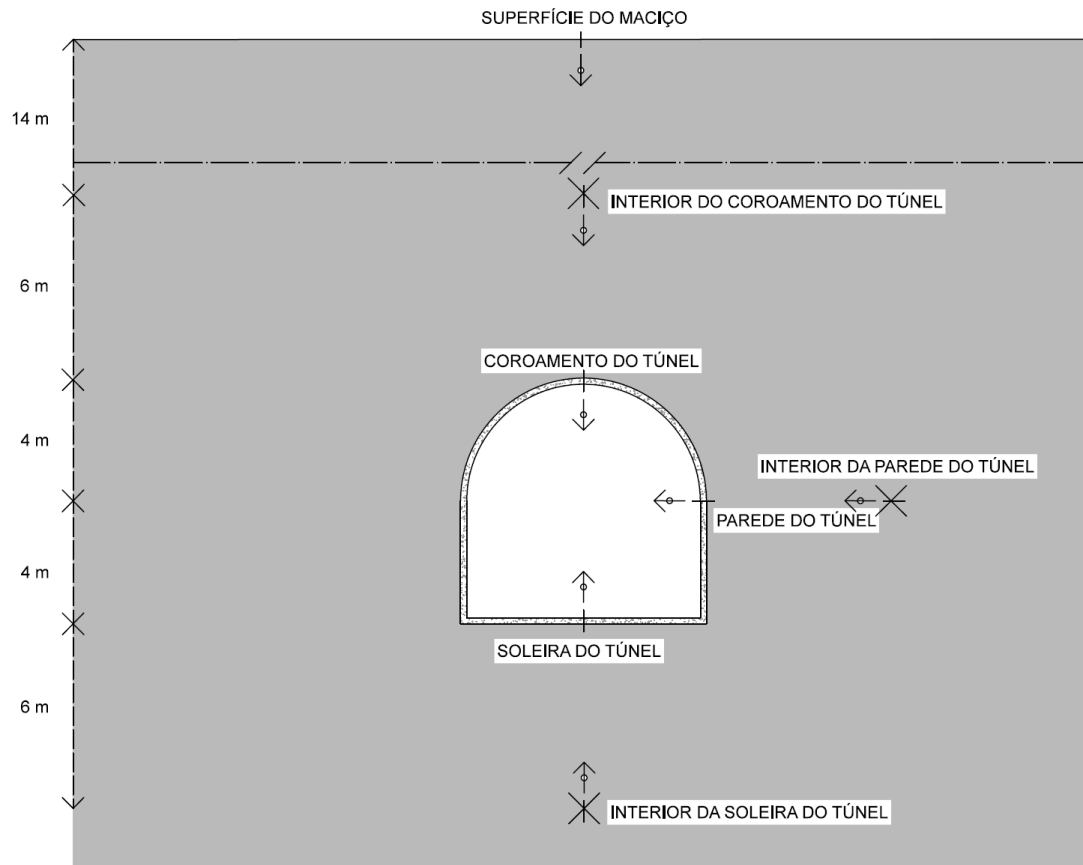 SUPERFÍCIE DO MACIÇO
14 m
INTERIOR DO COROAMENTO DO TÚNEL
6 m
COROAMENTO DO TÚNEL
4 m
INTERIOR DA PAREDE DO TÚNEL
PAREDE DO TÚNEL
4 m
SOLEIRA DO TÚNEL
6 m
INTERIOR DA SOLEIRA DO TÚNEL